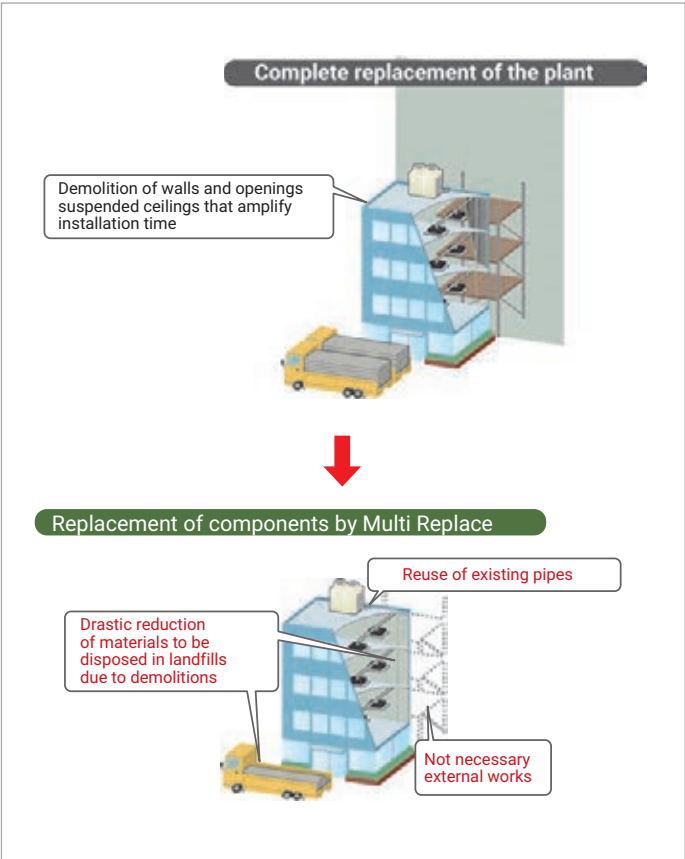 Complete replacement of the plant
Demolition of walls and openings
suspended ceilings that amplify
installation time
Replacement of components by Multi Replace
Reuse of existing pipes
Drastic reduction
of materials to be
disposed in landfills
due to demolitions
Not necessary
external works